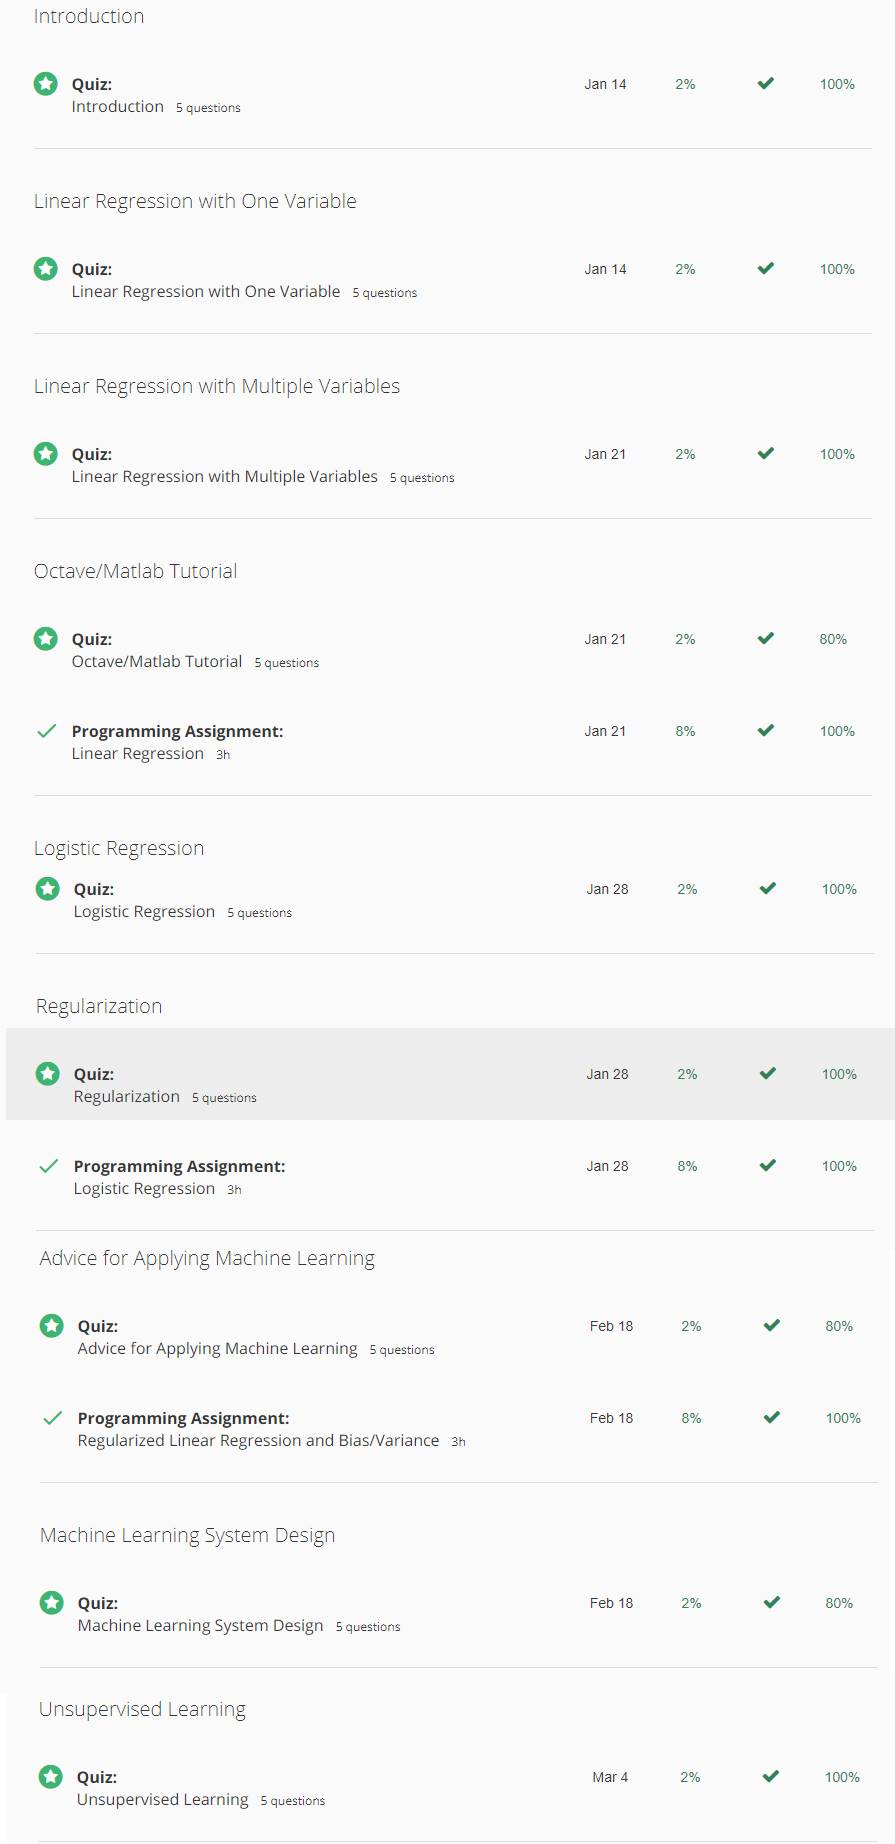 Introduction
Quiz: Jan 14 2% 100%
Introduction 5 questions
Linear Regression with One Variable
Quiz: Jan 14 2% 100%
Linear Regression with One Variable 5 questions
Linear Regression with Multiple Variables
Quiz: Jan 21 2% 100%
Linear Regression with Multiple Variables 5 questions
Octave/Matlab Tutorial
Quiz: Jan 21 2% 80%
Octave/Matlab Tutorial 5 questions
Programming Assignment: Jan 21 8% 100%
Linear Regression 3h
Logistic Regression
Quiz: Jan 28 2% 100%
Logistic Regression 5 questions
Regularization
Quiz: Jan 28 2% 100%
Regularization 5 questions
Programming Assignment: Jan 28 8% 100%
Logistic Regression 3h
Advice for Applying Machine Learning
Quiz: Feb 18 2% 80%
Advice for Applying Machine Learning 5 questions
Programming Assignment: Feb 18 8% 100%
Regularized Linear Regression and Bias/Variance 3h
Machine Learning System Design
Quiz: Feb 18 2% 80%
Machine Learning System Design 5 questions
Unsupervised Learning
Quiz: Mar 4 2% 100%
Unsupervised Learning 5 questions